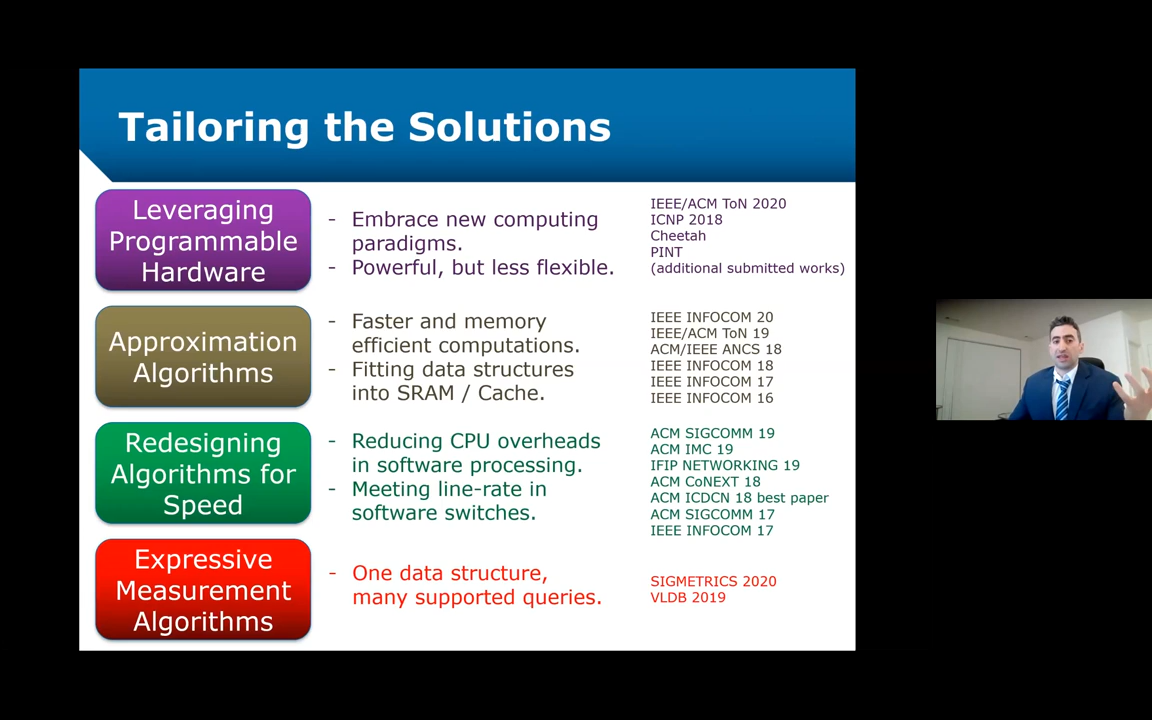 Tailoring the Solutions
Leveraging
Programmable
Hardware
- Embrace new computing
paradigms.
- Powerful, but less flexible.
IEEE/ACM ToN 2020
ICNP 2018
Cheetah
PINT
(additional submitted works)
Approximation
Algorithms
- Faster and memory
efficient computations.
- Fitting data structures
into SRAM / Cache.
IEEE INFOCOM 20
IEEE/ACM ToN 19
ACM/IEEE ANCS 18
IEEE INFOCOM 18
IEEE INFOCOM 17
IEEE INFOCOM 16
Redesigning
Algorithms for
Speed
- Reducing CPU overheads
in software processing.
- Meeting line-rate in
software switches.
ACM SIGCOMM 19
ACM IMC 19
IFIP NETWORKING 19
ACM CoNEXT 18
ACM ICDCN 18 best paper
ACM SIGCOMM 17
IEEE INFOCOM 17
Expressive
Measurement
Algorithms
- One data structure,
many supported queries.
SIGMETRICS 2020
VLDB 2019